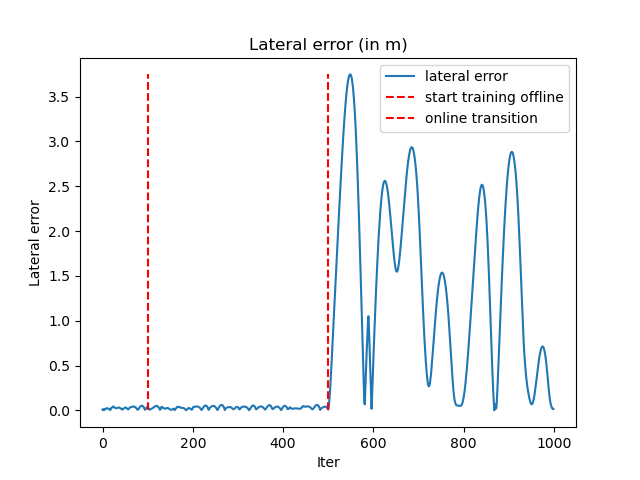 Lateral error (in m)
lateral error
start training offline
online transition
3.5
3.0
2.5
2.0
1.5
1.0
0.5
0.0
Lateral error
0 200 400 600 800 1000
Iter